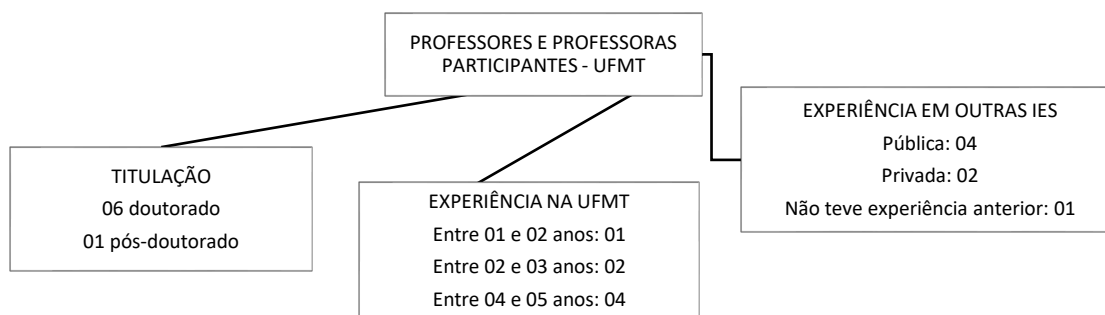 PROFESSORES E PROFESSORAS
PARTICIPANTES - UFMT
TITULAÇÃO
06 doutorado
01 pós-doutorado
EXPERIÊNCIA NA UFMT
Entre 01 e 02 anos: 01
Entre 02 e 03 anos: 02
Entre 04 e 05 anos: 04
EXPERIÊNCIA EM OUTRAS IES
Pública: 04
Privada: 02
Não teve experiência anterior: 01